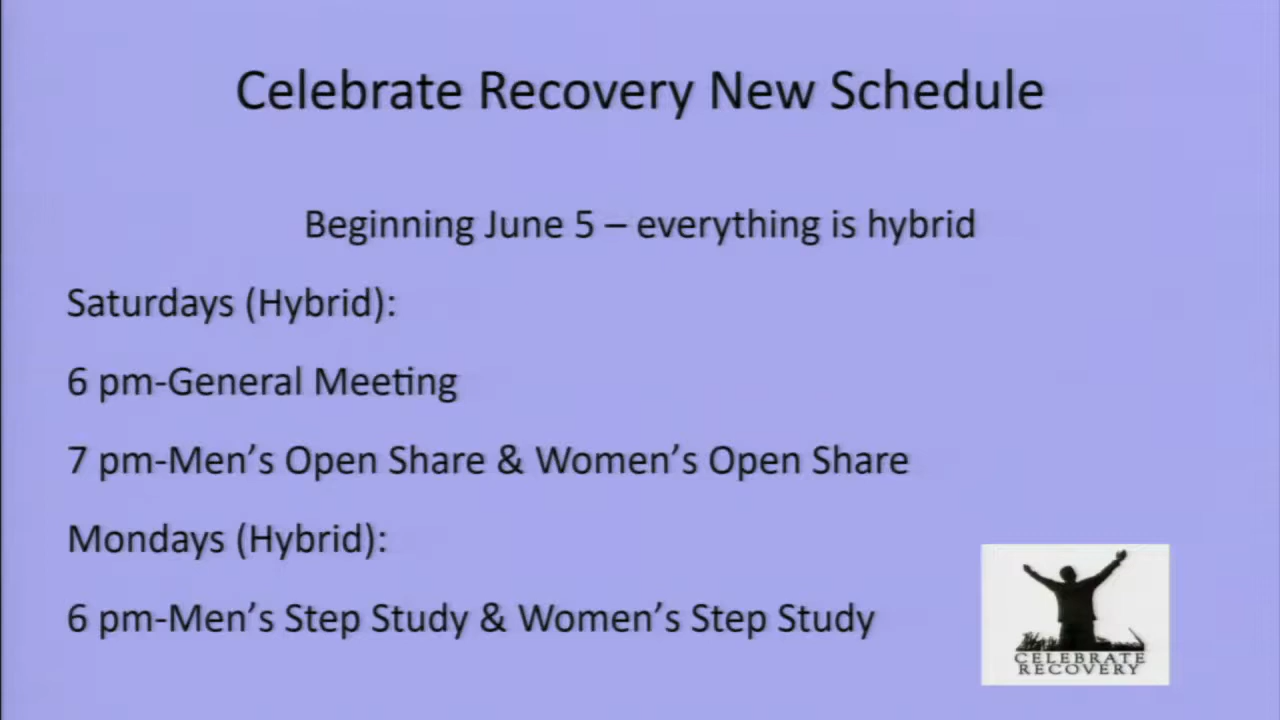 Celebrate Recovery New Schedule
Beginning June 5 – everything is hybrid
Saturdays (Hybrid):
6 pm-General Meeting
7 pm-Men’s Open Share & Women’s Open Share
Mondays (Hybrid):
6 pm-Men’s Step Study & Women’s Step Study
CELEBRATE
RECOVERY